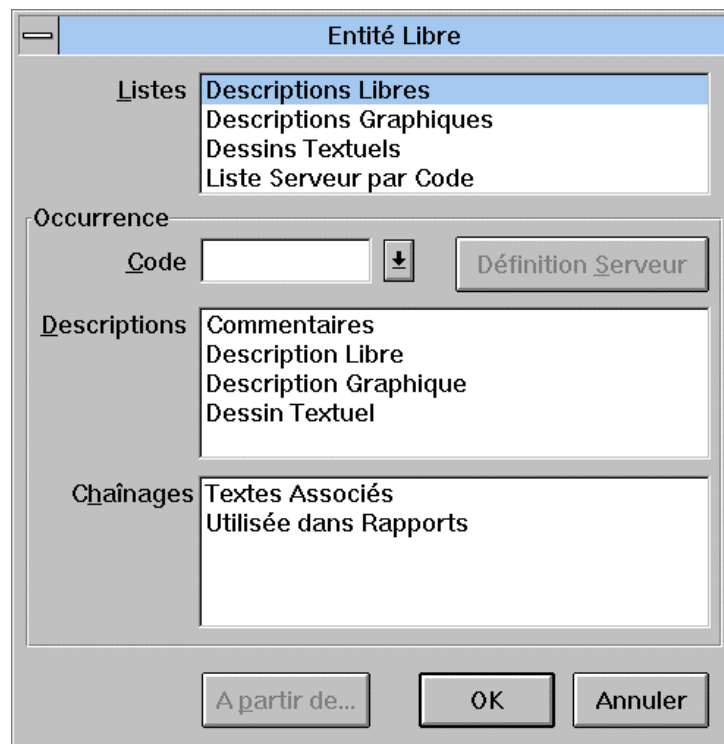 Entité Libre
Listes
Descriptions Libres
Descriptions Graphiques
Dessins Textuels
Liste Serveur par Code
Occurrence
Code
Définition Serveur
Descriptions
Commentaires
Description Libre
Description Graphique
Dessin Textuel
Chaînages
Textes Associés
Utilisée dans Rapports
A partir de...
OK
Annuler